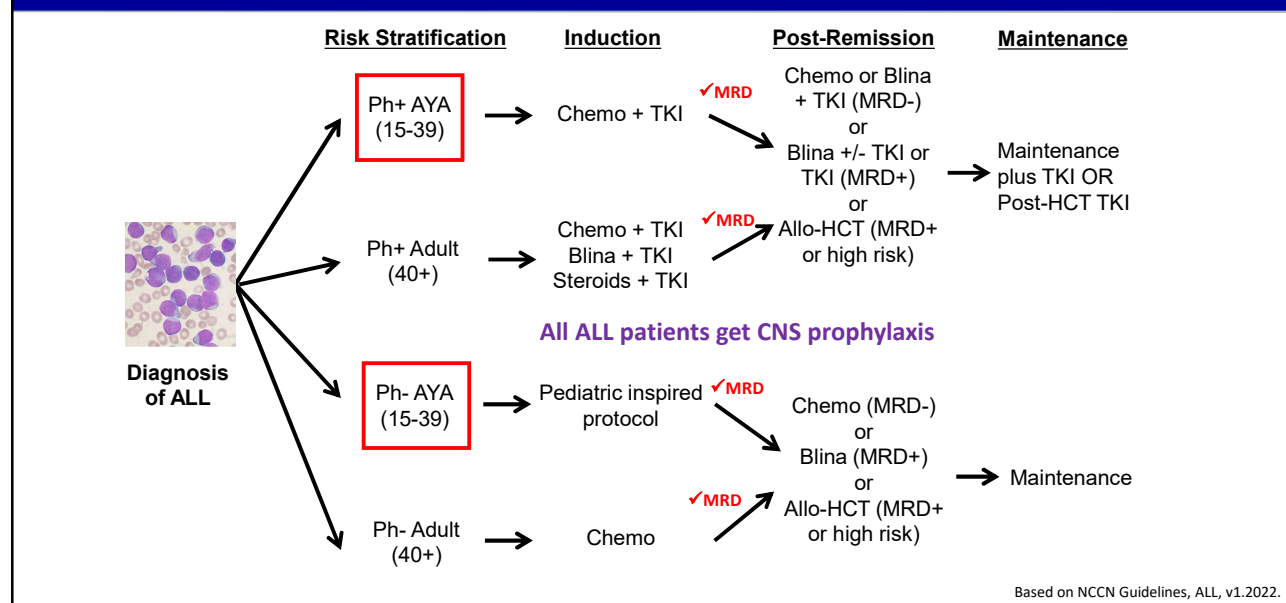 Risk Stratification
Induction
Post-Remission
Maintenance
Ph+ AYA
(15-39)
Chemo + TKI
✓MRD
Chemo or Blina
+ TKI (MRD-)
or
Blina +/- TKI or
TKI (MRD+)
or
Allo-HCT (MRD+
or high risk)
Maintenance
plus TKI OR
Post-HCT TKI
Ph+ Adult
(40+)
Chemo + TKI
Blina + TKI
Steroids + TKI
✓MRD
All ALL patients get CNS prophylaxis
Diagnosis
of ALL
Ph- AYA
(15-39)
Pediatric inspired
protocol
✓MRD
Chemo (MRD-)
or
Blina (MRD+)
or
Allo-HCT (MRD+
or high risk)
Maintenance
Ph- Adult
(40+)
Chemo
✓MRD
Based on NCCN Guidelines, ALL, v1.2022.